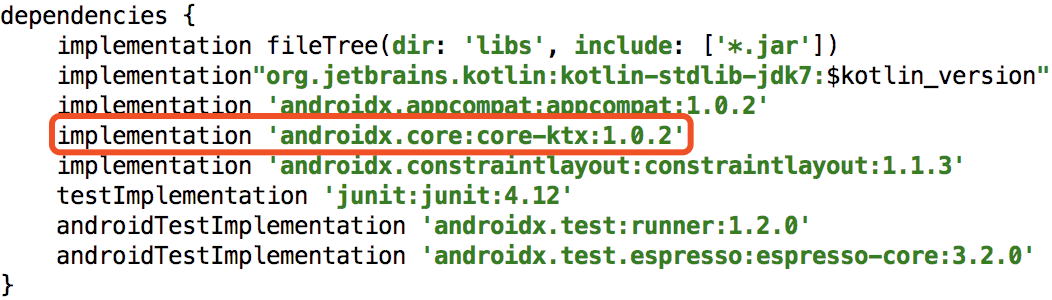 dependencies {
    implementation fileTree(dir: 'libs', include: ['*.jar'])
    implementation"org.jetbrains.kotlin:kotlin-stdlib-jdk7:$kotlin_version"
    implementation 'androidx.appcompat:appcompat:1.0.2'
    implementation 'androidx.core:core-ktx:1.0.2'
    implementation 'androidx.constraintlayout:constraintlayout:1.1.3'
    testImplementation 'junit:junit:4.12'
    androidTestImplementation 'androidx.test:runner:1.2.0'
    androidTestImplementation 'androidx.test.espresso:espresso-core:3.2.0'
}